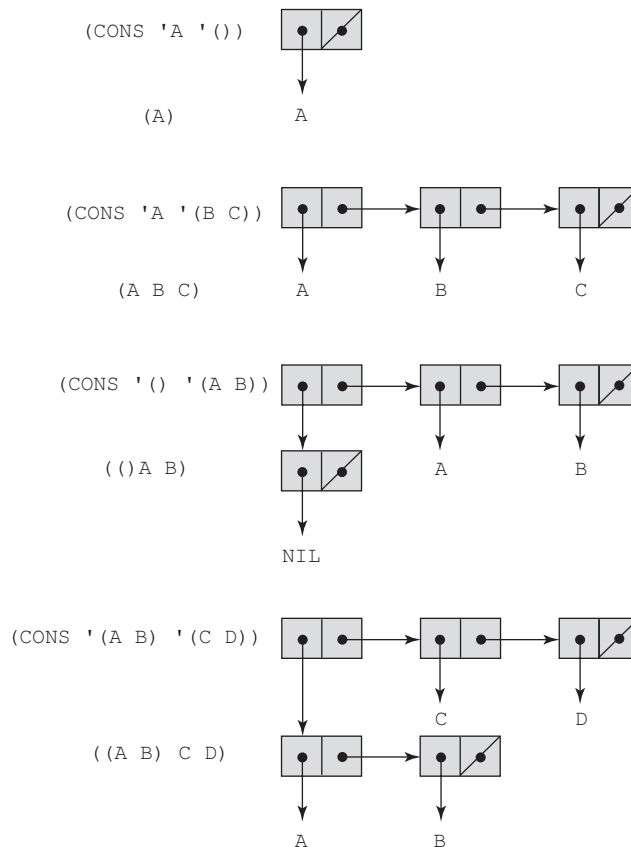 (CONS 'A '())
(A) A
(CONS 'A '(B C))
(A B C) A B C
(CONS '() '(A B))
(()A B) A B
NIL
(CONS '(A B) '(C D))
C D
((A B) C D)
A B